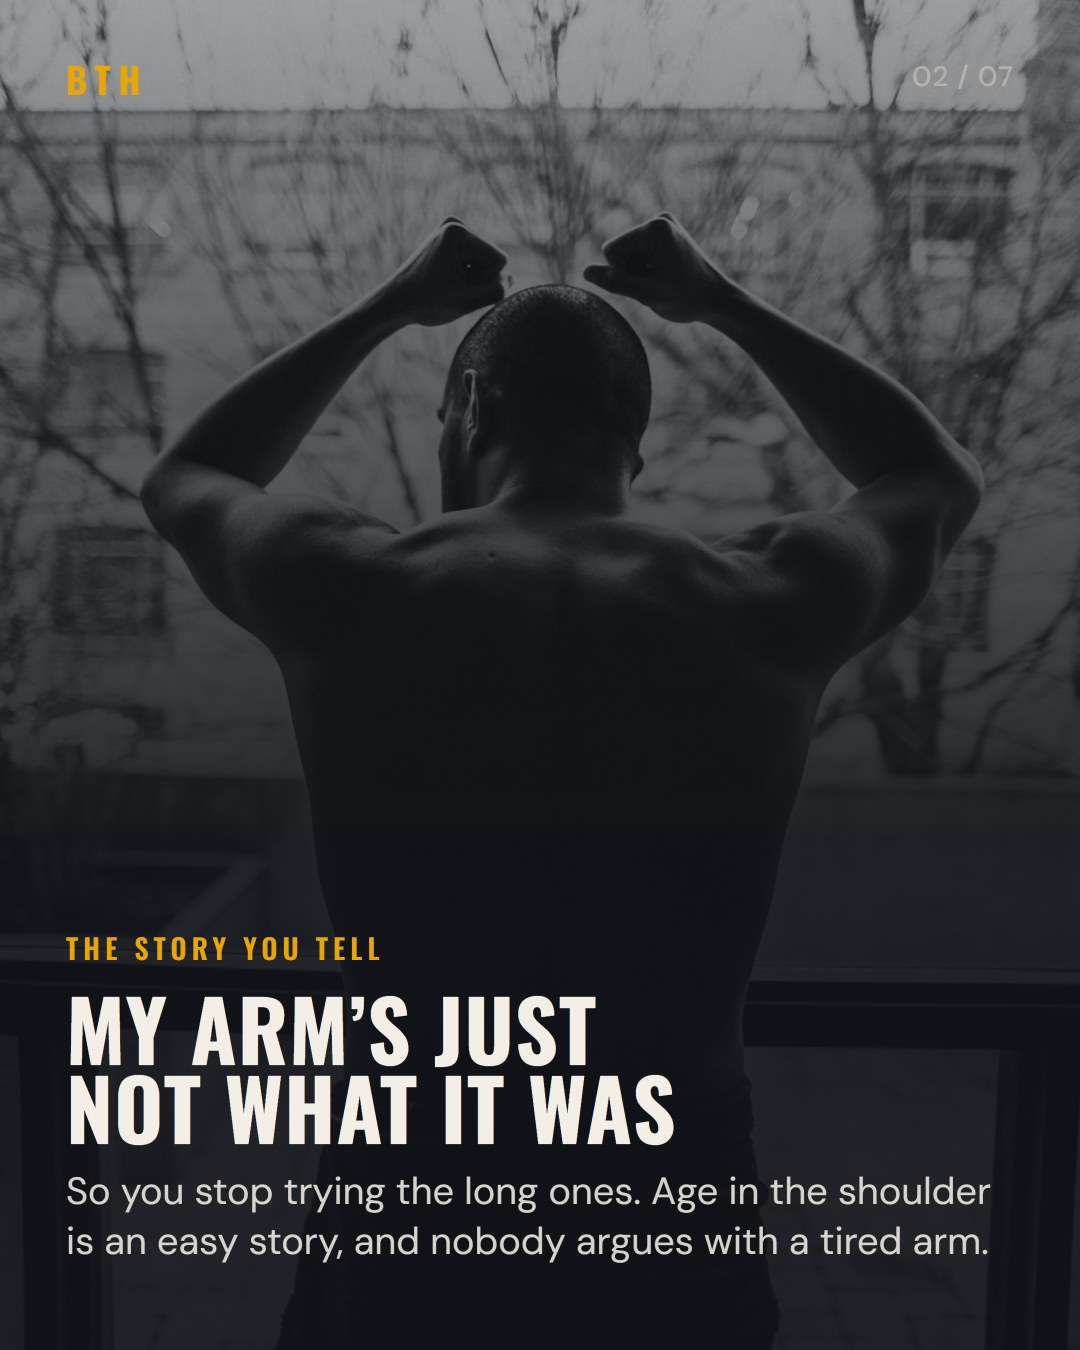 BTH
02 / 07
THE STORY YOU TELL
MY ARM’S JUST
NOT WHAT IT WAS
So you stop trying the long ones. Age in the shoulder
is an easy story, and nobody argues with a tired arm.